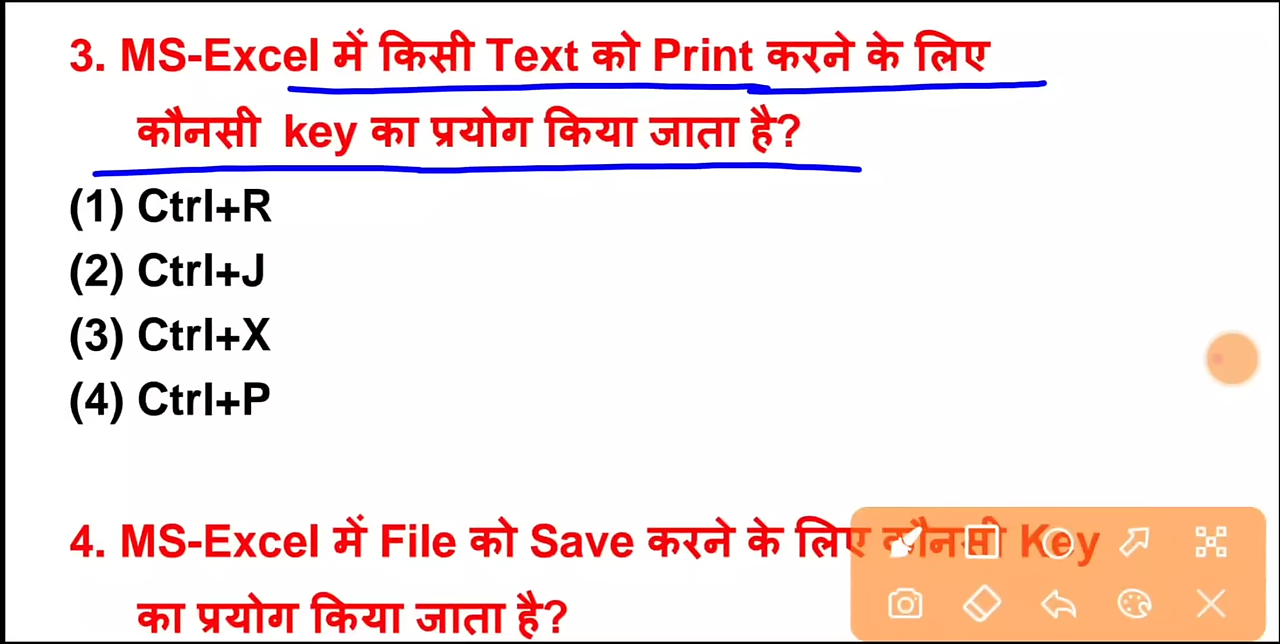 3. MS-Excel में किसी Text को Print करने के लिए
कौनसी key का प्रयोग किया जाता है?
(1) Ctrl+R
(2) Ctrl+J
(3) Ctrl+X
(4) Ctrl+P
4. MS-Excel में File को Save करने के लिए कौनसी Key
का प्रयोग किया जाता है?